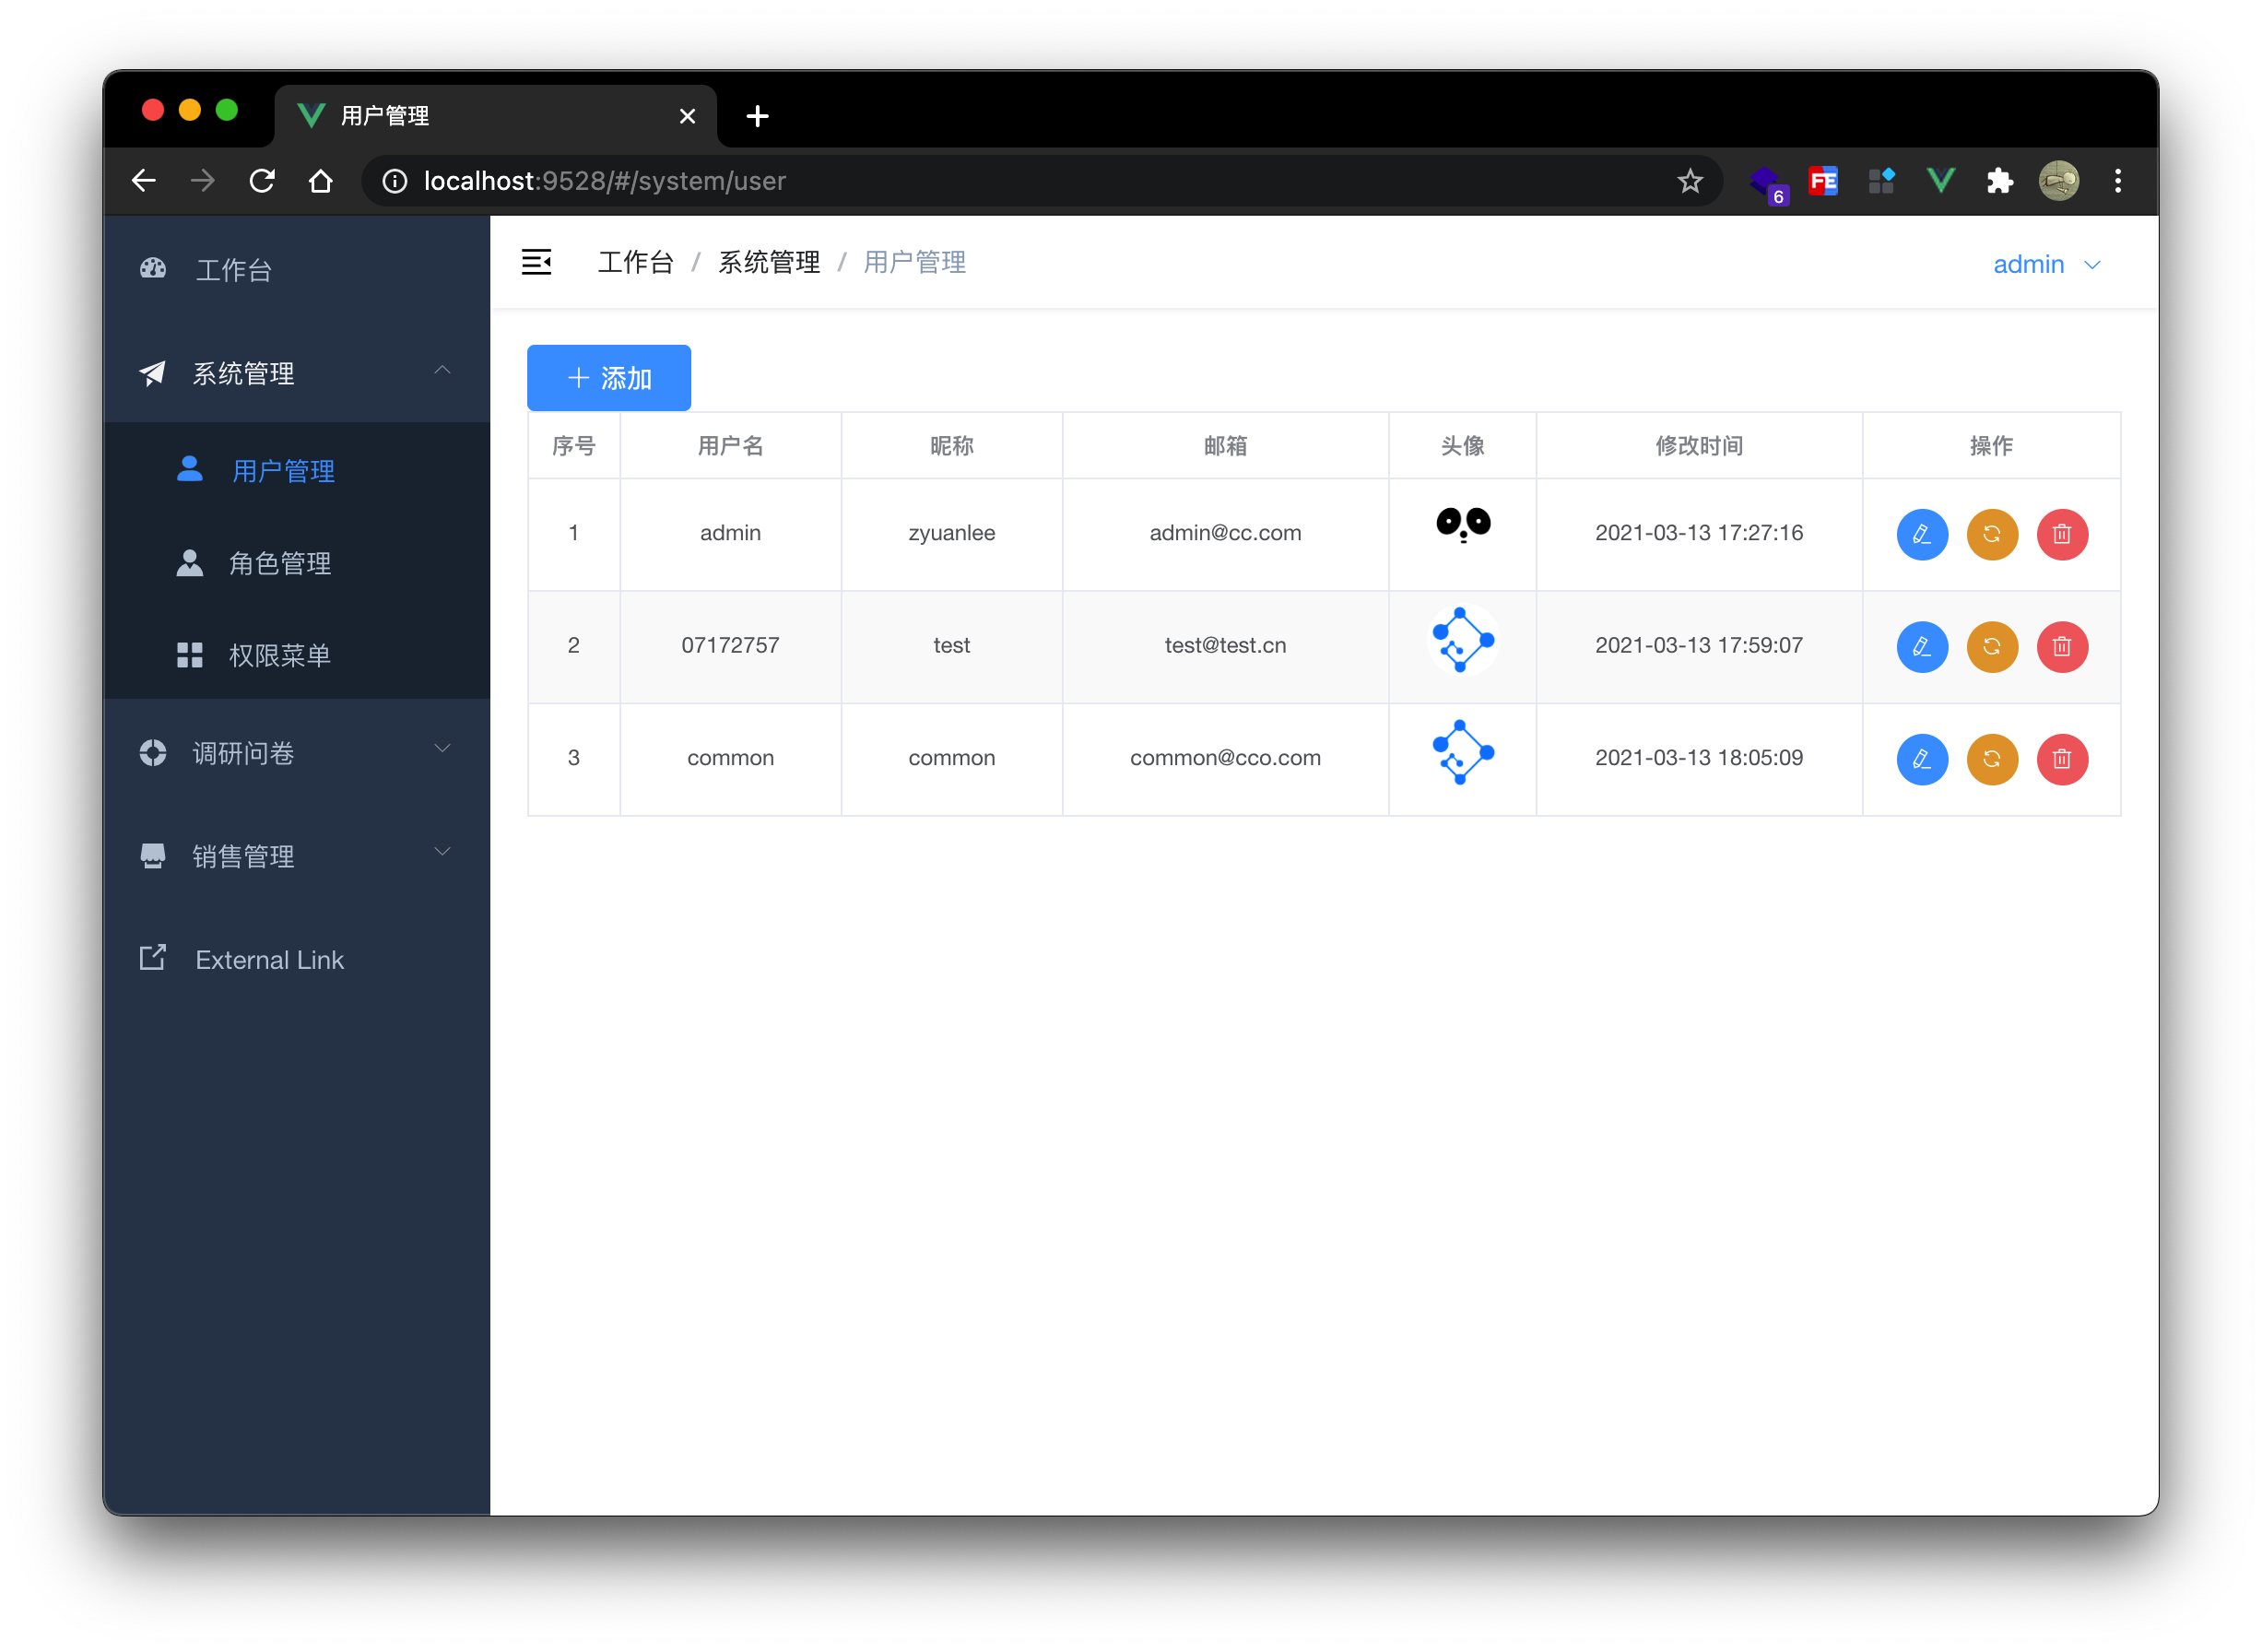 用户管理
localhost:9528/#/system/user
6
FE
工作台
系统管理
用户管理
角色管理
权限菜单
调研问卷
销售管理
External Link
工作台 / 系统管理 / 用户管理
admin
添加
序号 用户名 昵称 邮箱 头像 修改时间 操作
1 admin zyuanlee admin@cc.com 2021-03-13 17:27:16
2 07172757 test test@test.cn 2021-03-13 17:59:07
3 common common common@cco.com 2021-03-13 18:05:09